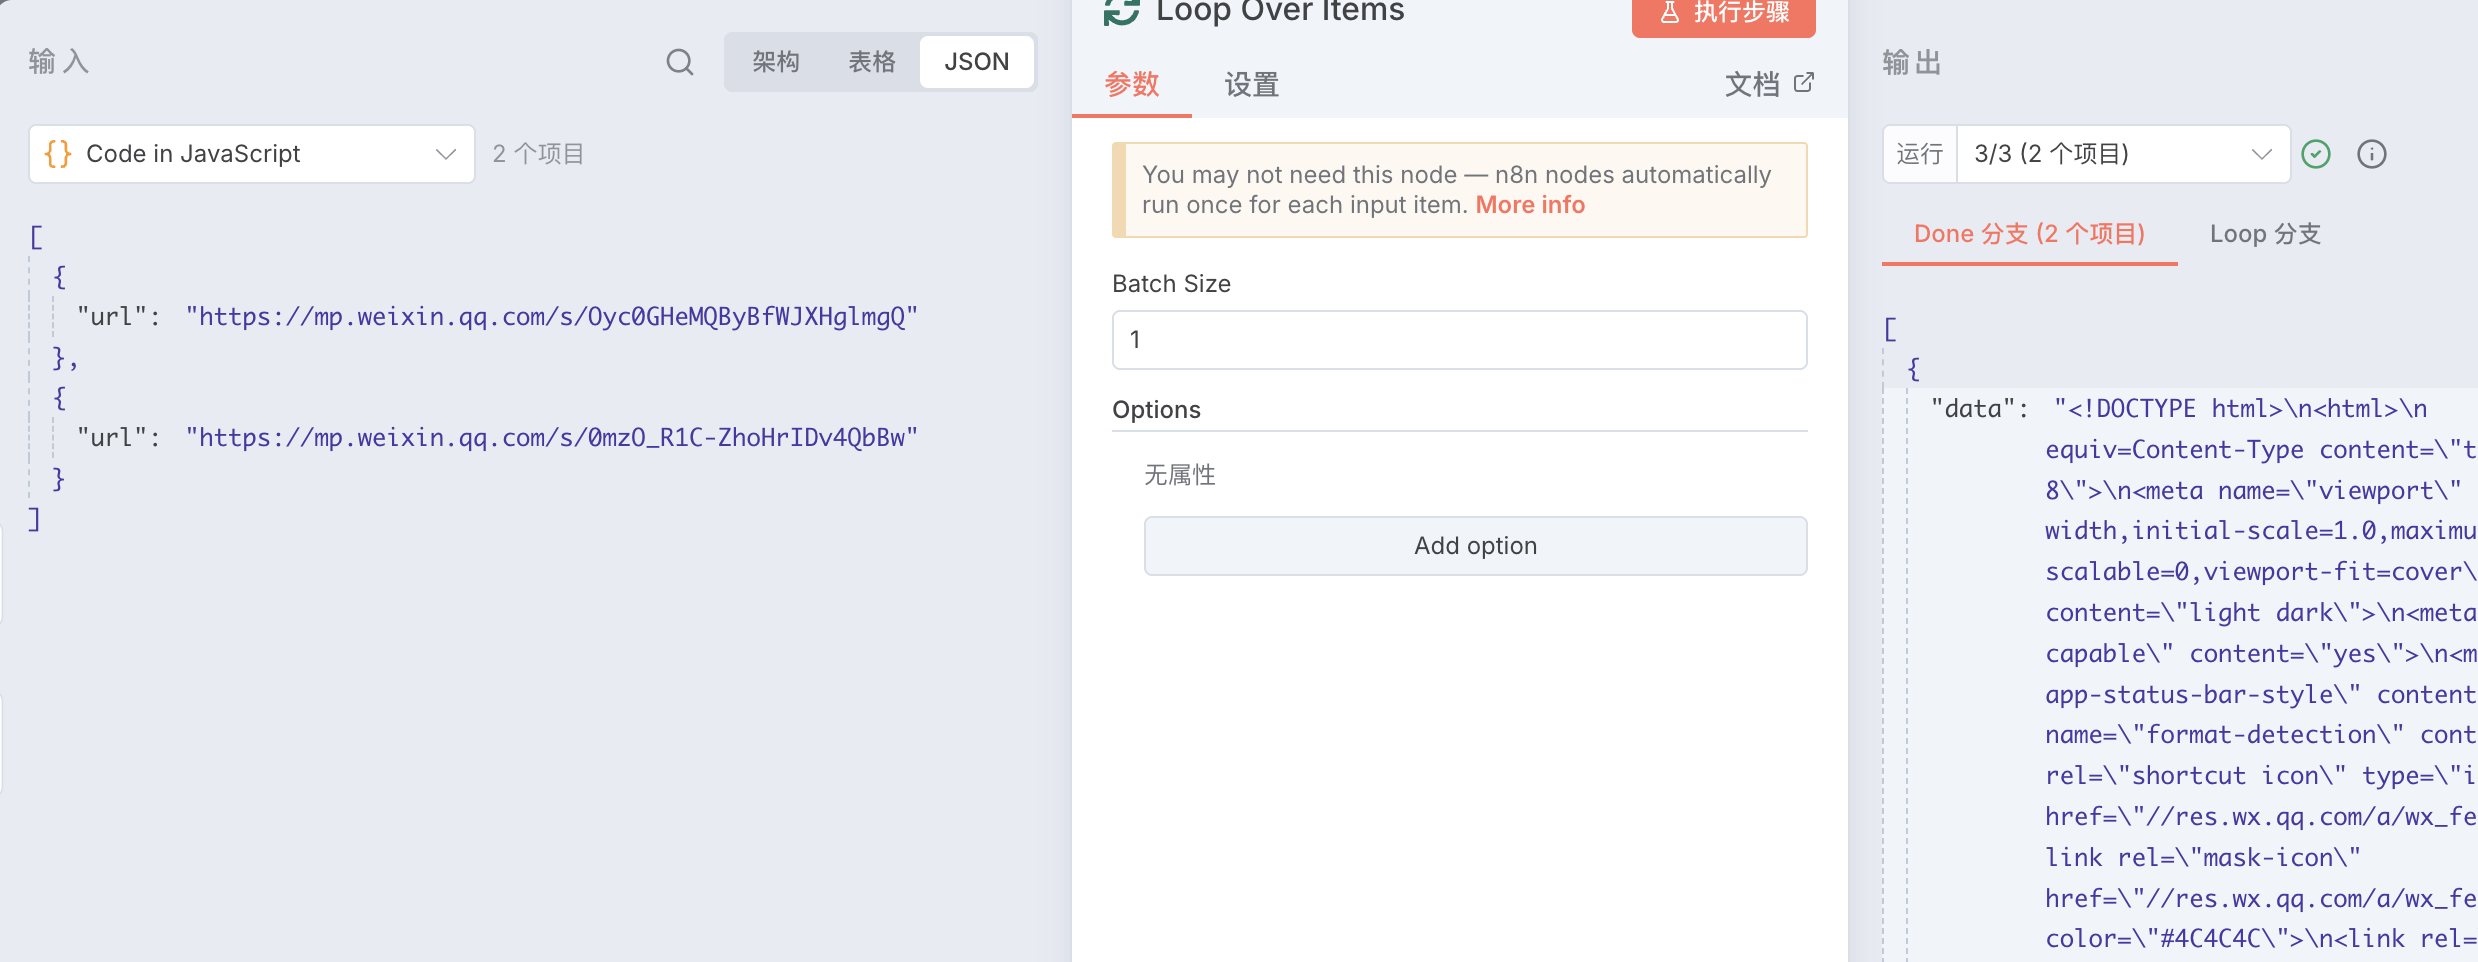 输入
架构
表格
JSON
Code in JavaScript
2 个项目
[
{
"url": "https://mp.weixin.qq.com/s/Oyc0GHeMQByBfWJXHglmgQ"
},
{
"url": "https://mp.weixin.qq.com/s/0mzO_R1C-ZhoHrIDv4QbBw"
}
]
Loop Over Items
执行步骤
参数
设置
文档
You may not need this node — n8n nodes automatically
run once for each input item. More info
Batch Size
1
Options
无属性
Add option
输出
运行
3/3 (2 个项目)
Done 分支 (2 个项目)
Loop 分支
[
{
"data": "<!DOCTYPE html>\n<html>\n
equiv=Content-Type content=\"t
8\">\n<meta name=\"viewport\"
width,initial-scale=1.0,maximu
scalable=0,viewport-fit=cover\
content=\"light dark\">\n<meta
capable\" content=\"yes\">\n<m
app-status-bar-style\" content
name=\"format-detection\" cont
rel=\"shortcut icon\" type=\"i
href=\"//res.wx.qq.com/a/wx_fe
link rel=\"mask-icon\"
href=\"//res.wx.qq.com/a/wx_fe
color=\"#4C4C4C\">\n<link rel=